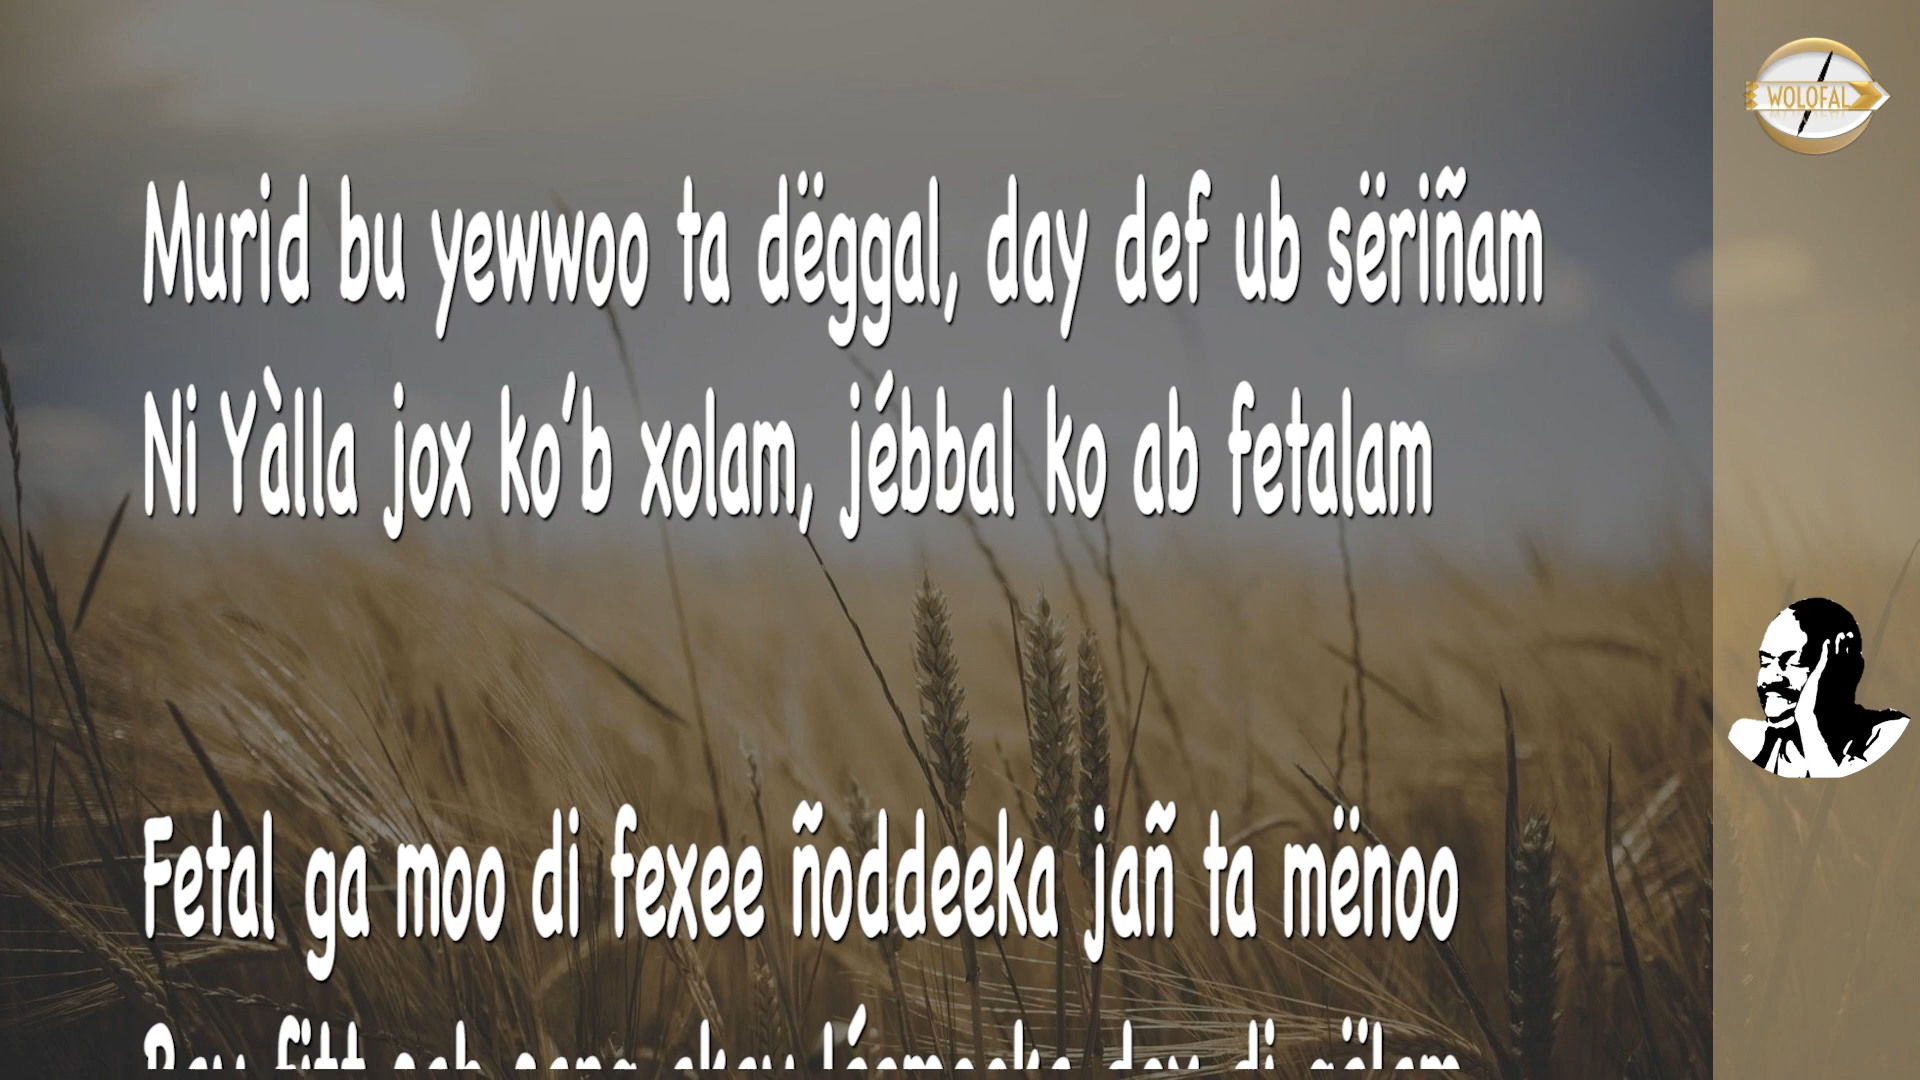 Murid bu yewwoo ta dëggal, day def ub sëriñam
WOLOFAL
Ni Yàlla jox ko'b xolam, jébbal ko ab fetalam
Fetal ga moo di fexee ñoddeeka jañ ta mënoo